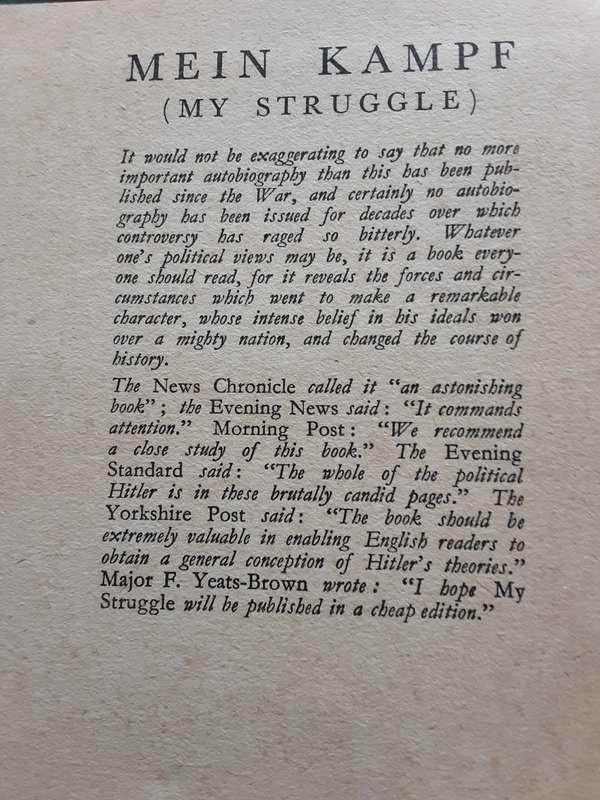 MEIN KAMPF
(MY STRUGGLE)
It would not be exaggerating to say that no more
important autobiography than this has been pub-
lished since the War, and certainly no autobio-
graphy has been issued for decades over which
controversy has raged so bitterly. Whatever
one's political views may be, it is a book every-
one should read, for it reveals the forces and cir-
cumstances which went to make a remarkable
character, whose intense belief in his ideals won
over a mighty nation, and changed the course of
history.
The News Chronicle called it "an astonishing
book"; the Evening News said: "It commands
attention." Morning Post: "We recommend
a close study of this book." The Evening
Standard said: "The whole of the political
Hitler is in these brutally candid pages." The
Yorkshire Post said: "The book should be
extremely valuable in enabling English readers to
obtain a general conception of Hitler's theories."
Major F. Yeats-Brown wrote: "I hope My
Struggle will be published in a cheap edition."